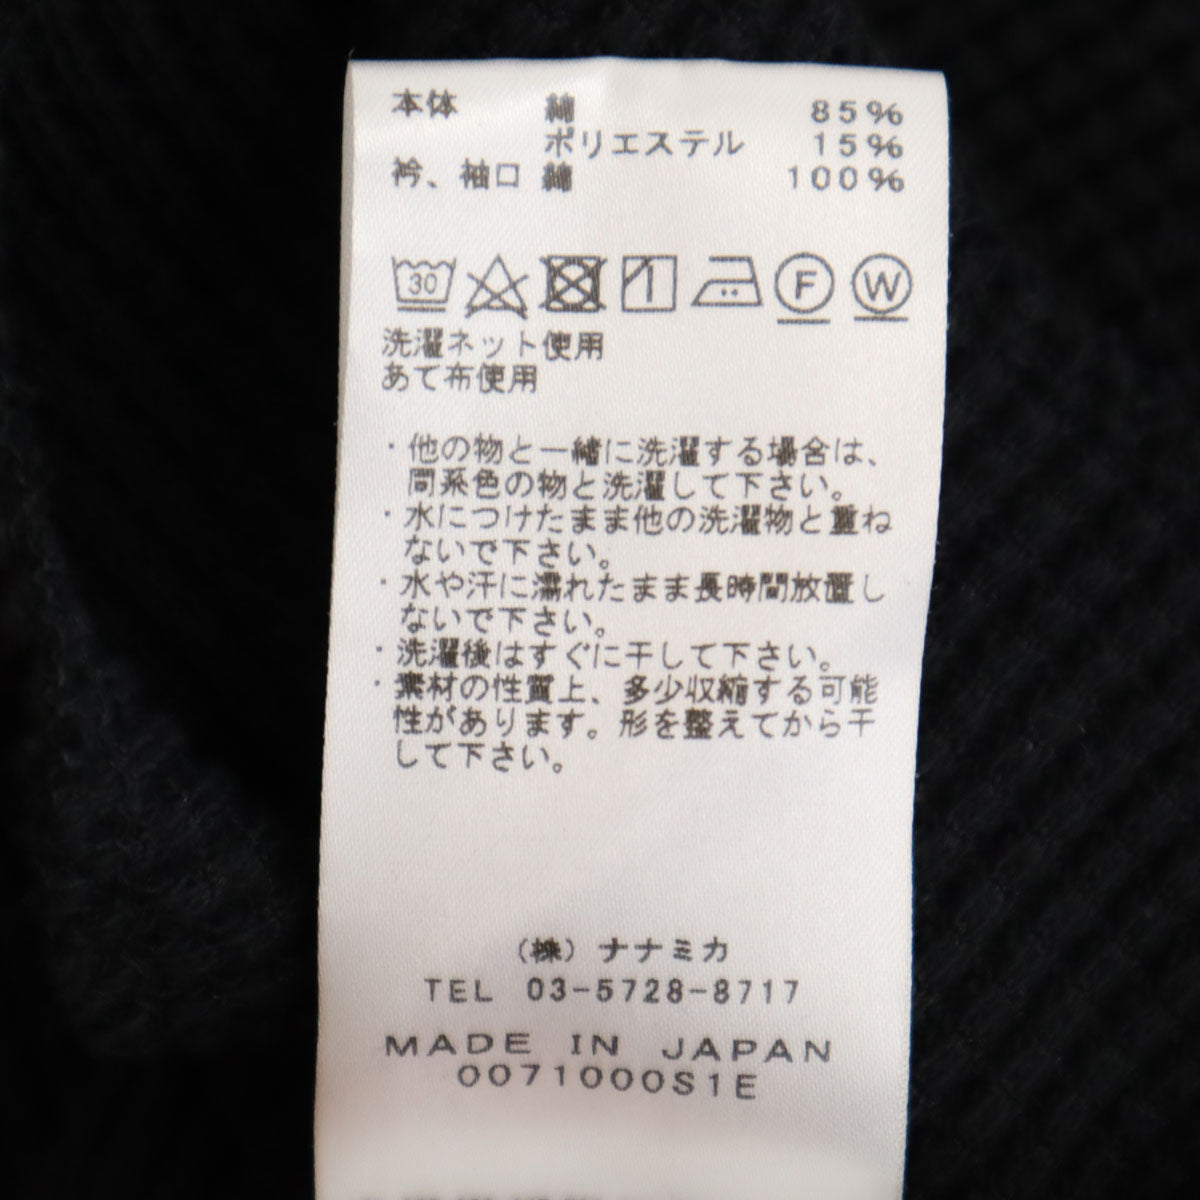 本体 綿 85%
ポリエステル 15%
衿、袖口 綿 100%
30 F W
洗濯ネット使用
あて布使用
・他の物と一緒に洗濯する場合は、
同系色の物と洗濯して下さい。
・水につけたまま他の洗濯物と重ね
ないで下さい。
・水や汗に濡れたまま長時間放置し
ないで下さい。
・洗濯後はすぐに干して下さい。
・素材の性質上、多少収縮する可能
性があります。形を整えてから干
して下さい。
(株)ナナミカ
TEL 03-5728-8717
MADE IN JAPAN
0071000S1E